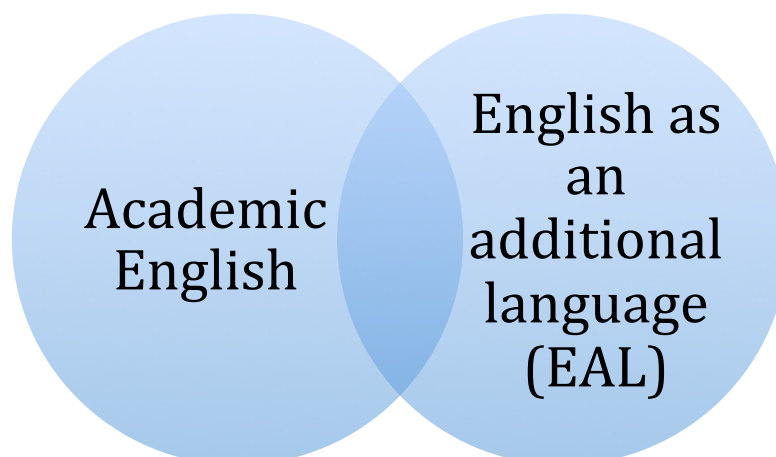 Academic
English
English as
an
additional
language
(EAL)